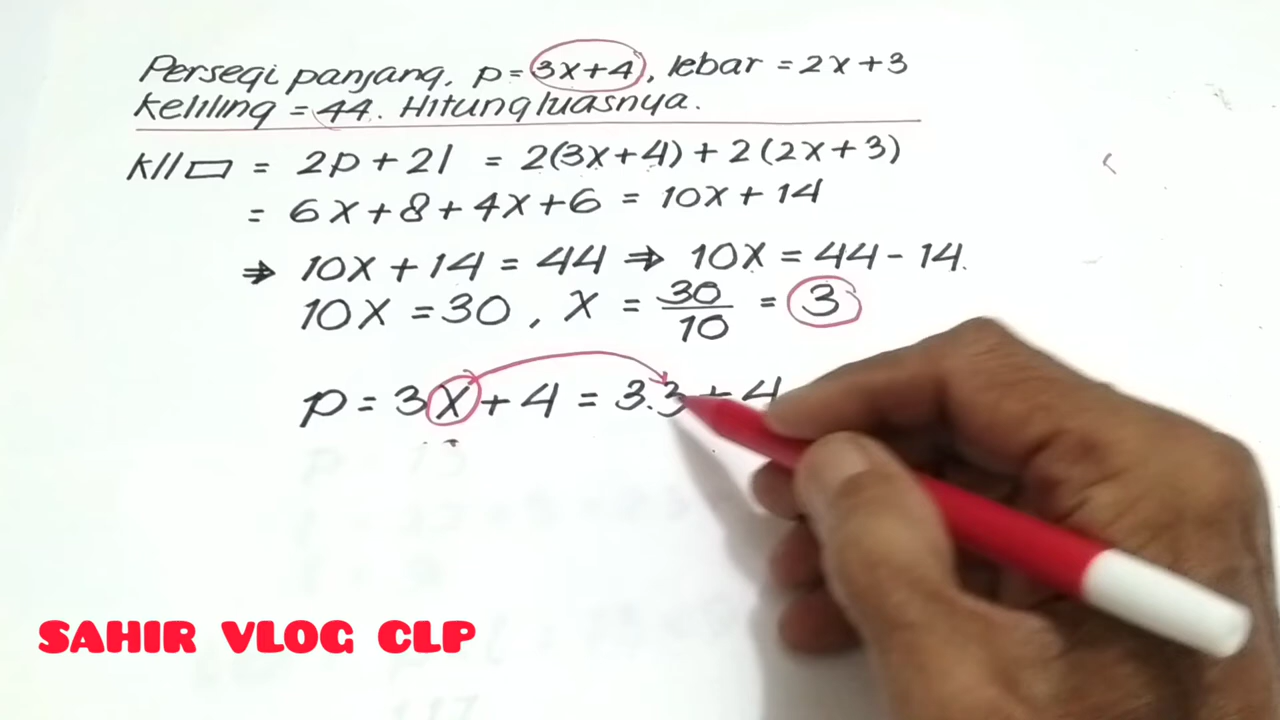 Persegi panjang, p = 3x+4, lebar = 2x+3
Keliling = 44. Hitung luasnya.
Kll▱ = 2p + 2l = 2(3x+4) + 2(2x+3)
= 6x + 8 + 4x + 6 = 10x + 14
⇒ 10x + 14 = 44 ⇒ 10x = 44 - 14.
10x = 30, x = 30/10 = 3
p = 3x + 4 = 3.3 + 4
SAHIR VLOG CLP